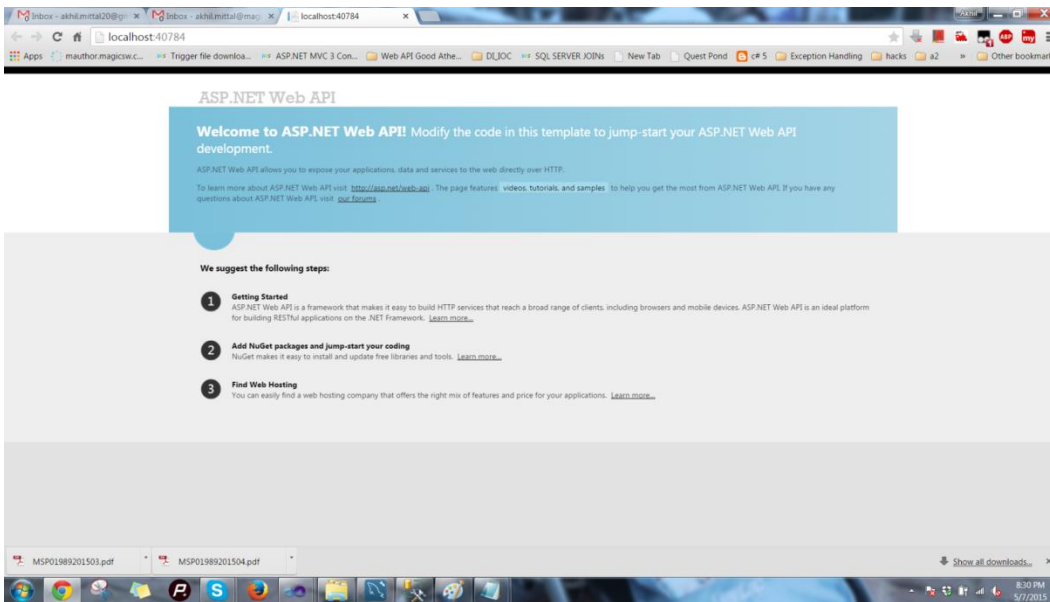 Inbox - akhil.mittal20@g
Inbox - akhil.mittal@mag
localhost:40784
Akhil
localhost:40784
Apps
mauthor.magicsw.c...
Trigger file downloa...
ASP.NET MVC 3 Con...
Web API Good Athe...
DI_IOC
SQL SERVER JOINs
New Tab
Quest Pond
c# 5
Exception Handling
hacks
a2
»
Other bookmark
ASP.NET Web API
Welcome to ASP.NET Web API! Modify the code in this template to jump-start your ASP.NET Web API
development.
ASP.NET Web API allows you to expose your applications, data and services to the web directly over HTTP.
To learn more about ASP.NET Web API visit http://asp.net/web-api . The page features videos, tutorials, and samples to help you get the most from ASP.NET Web API. If you have any
questions about ASP.NET Web API, visit our forums .
We suggest the following steps:
1
Getting Started
ASP.NET Web API is a framework that makes it easy to build HTTP services that reach a broad range of clients, including browsers and mobile devices. ASP.NET Web API is an ideal platform
for building RESTful applications on the .NET Framework. Learn more...
2
Add NuGet packages and jump-start your coding
NuGet makes it easy to install and update free libraries and tools. Learn more...
3
Find Web Hosting
You can easily find a web hosting company that offers the right mix of features and price for your applications. Learn more...
MSP01989201503.pdf
MSP01989201504.pdf
Show all downloads...
8:30 PM
5/7/2015